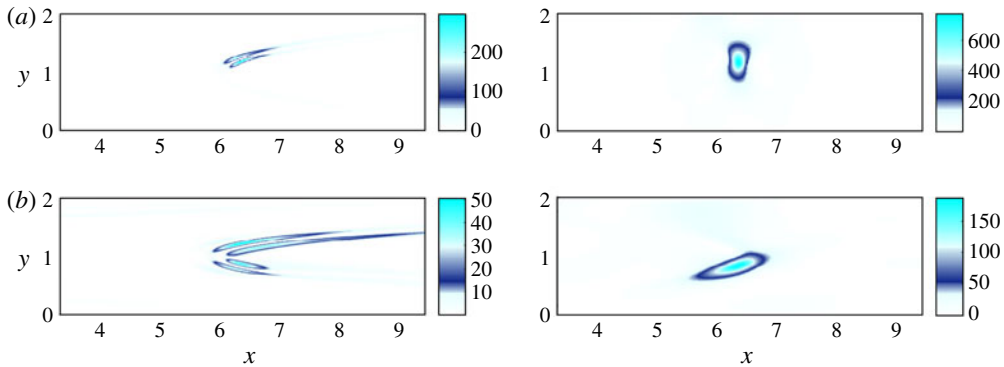 (a) 2 1 0 y 4 5 6 7 8 9 x 200 100 0
2 1 0 4 5 6 7 8 9 600 400 200
(b) 2 1 0 y 4 5 6 7 8 9 x 50 40 30 20 10
2 1 0 4 5 6 7 8 9 x 150 100 50 0